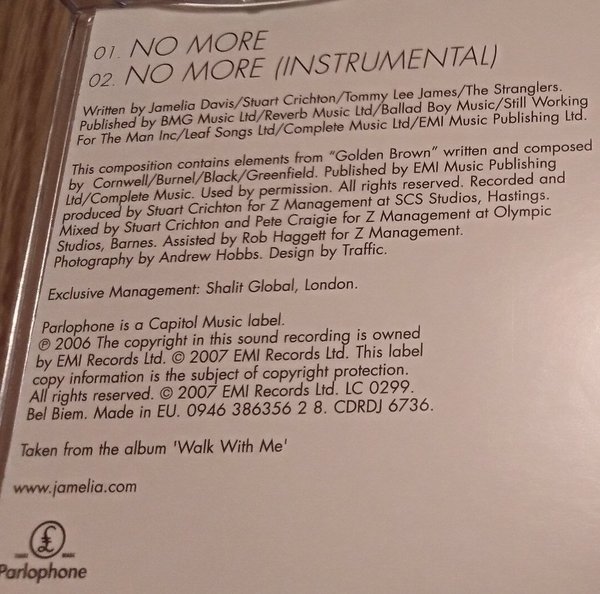 01. NO MORE
02. NO MORE (INSTRUMENTAL)
Written by Jamelia Davis/Stuart Crichton/Tommy Lee James/The Stranglers.
Published by BMG Music Ltd/Reverb Music Ltd/Ballad Boy Music/Still Working
For The Man Inc/Leaf Songs Ltd/Complete Music Ltd/EMI Music Publishing Ltd.
This composition contains elements from “Golden Brown” written and composed
by Cornwell/Burnel/Black/Greenfield. Published by EMI Music Publishing
Ltd/Complete Music. Used by permission. All rights reserved. Recorded and
produced by Stuart Crichton for Z Management at SCS Studios, Hastings.
Mixed by Stuart Crichton and Pete Craigie for Z Management at Olympic
Studios, Barnes. Assisted by Rob Haggett for Z Management.
Photography by Andrew Hobbs. Design by Traffic.
Exclusive Management: Shalit Global, London.
Parlophone is a Capitol Music label.
℗ 2006 The copyright in this sound recording is owned
by EMI Records Ltd. © 2007 EMI Records Ltd. This label
copy information is the subject of copyright protection.
All rights reserved. © 2007 EMI Records Ltd. LC 0299.
Bel Biem. Made in EU. 0946 386356 2 8. CDRDJ 6736.
Taken from the album 'Walk With Me'
www.jamelia.com
£
TRADE MARK
Parlophone